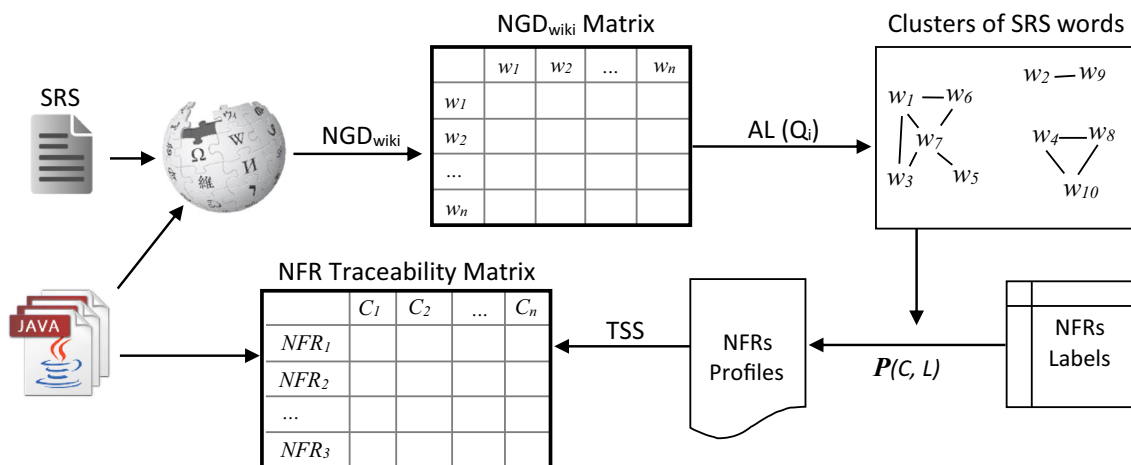 NGDwiki Matrix
Clusters of SRS words
w1 w2 ... wn
w1
w2
...
wn
SRS
Ω W И 維
NGDwiki
AL (Qi)
w2 w9
w1 w6
w7
w3 w5
w4 w8
w10
NFR Traceability Matrix
C1 C2 ... Cn
NFR1
NFR2
...
NFR3
JAVA
TSS
NFRs
Profiles
P(C, L)
NFRs
Labels